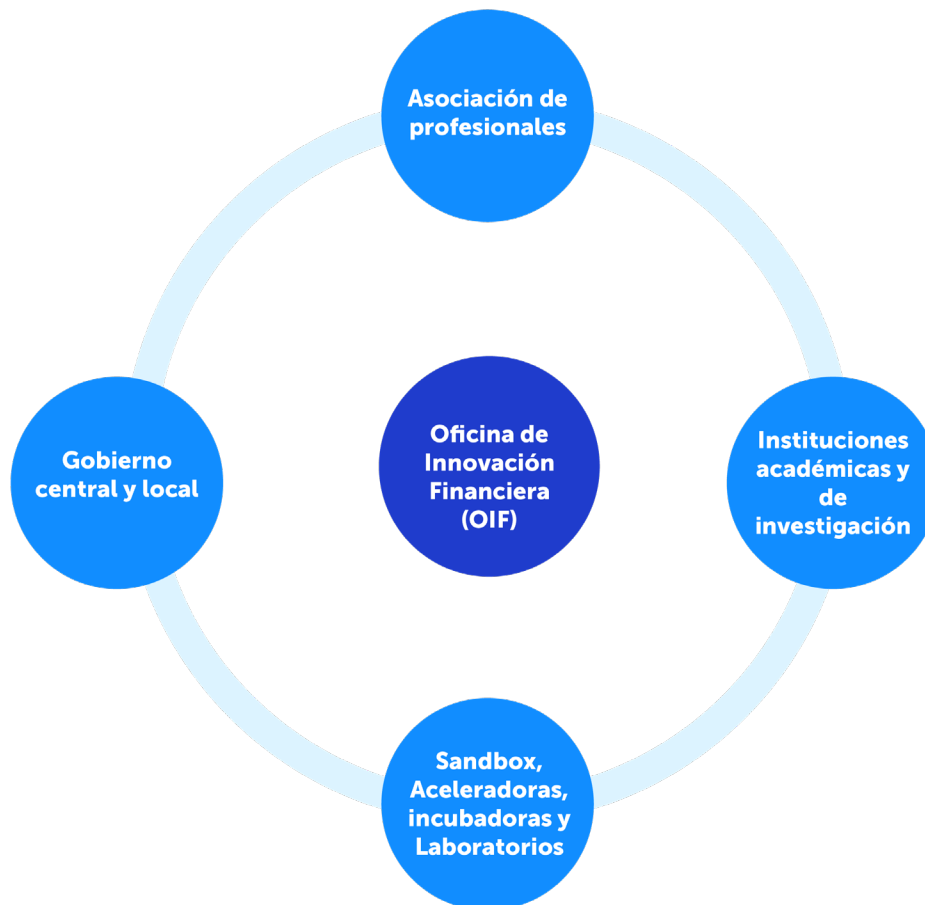 Asociación de
profesionales
Gobierno
central y local
Oficina de
Innovación
Financiera
(OIF)
Instituciones
académicas y
de
investigación
Sandbox,
Aceleradoras,
incubadoras y
Laboratorios